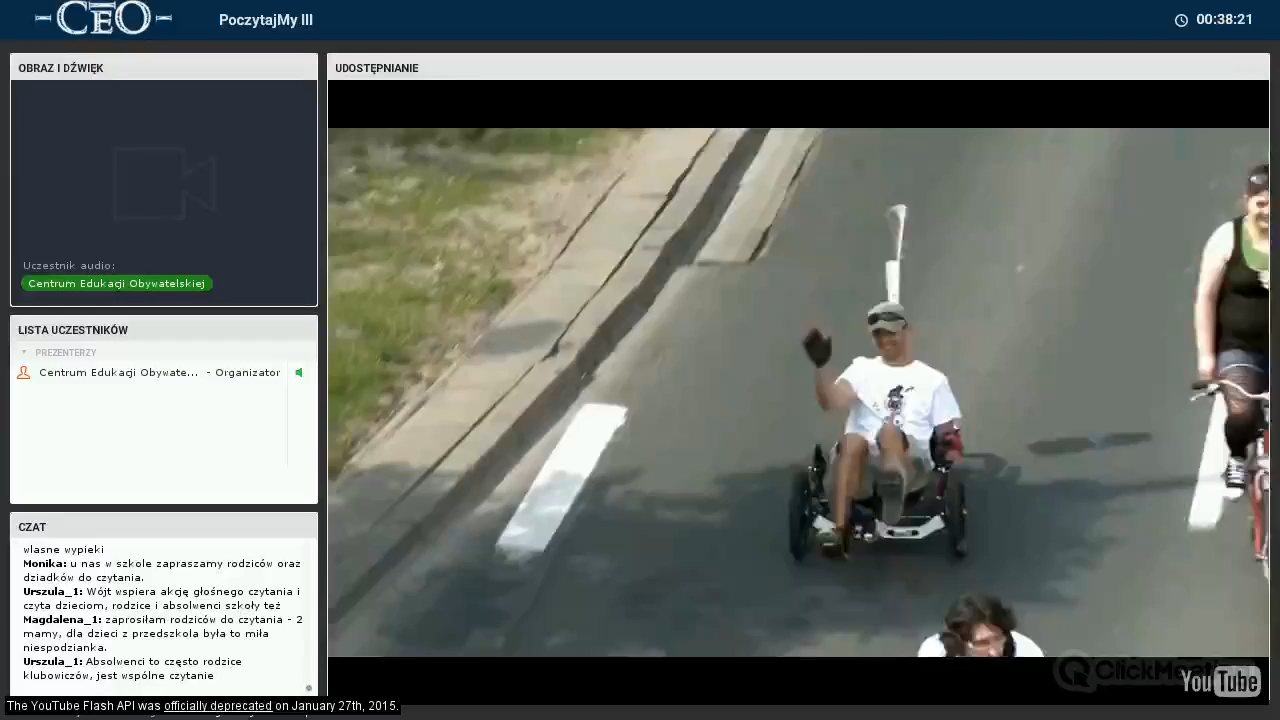 CEO
PoczytajMy III
00:38:21
OBRAZ I DŹWIĘK
UDOSTĘPNIANIE
Uczestnik audio:
Centrum Edukacji Obywatelskiej
LISTA UCZESTNIKÓW
PREZENTERZY
Centrum Edukacji Obywate... - Organizator
CZAT
wlasne wypieki
Monika: u nas w szkole zapraszamy rodziców oraz
dziadków do czytania.
Urszula_1: Wójt wspiera akcję głośnego czytania i
czyta dzieciom, rodzice i absolwenci szkoły też
Magdalena_1: zaprosiłam rodziców do czytania - 2
mamy, dla dzieci z przedszkola była to miła
niespodzianka.
Urszula_1: Absolwenci to często rodzice
klubowiczów, jest wspólne czytanie
ClickMeeting
YouTube
The YouTube Flash API was officially deprecated on January 27th, 2015.